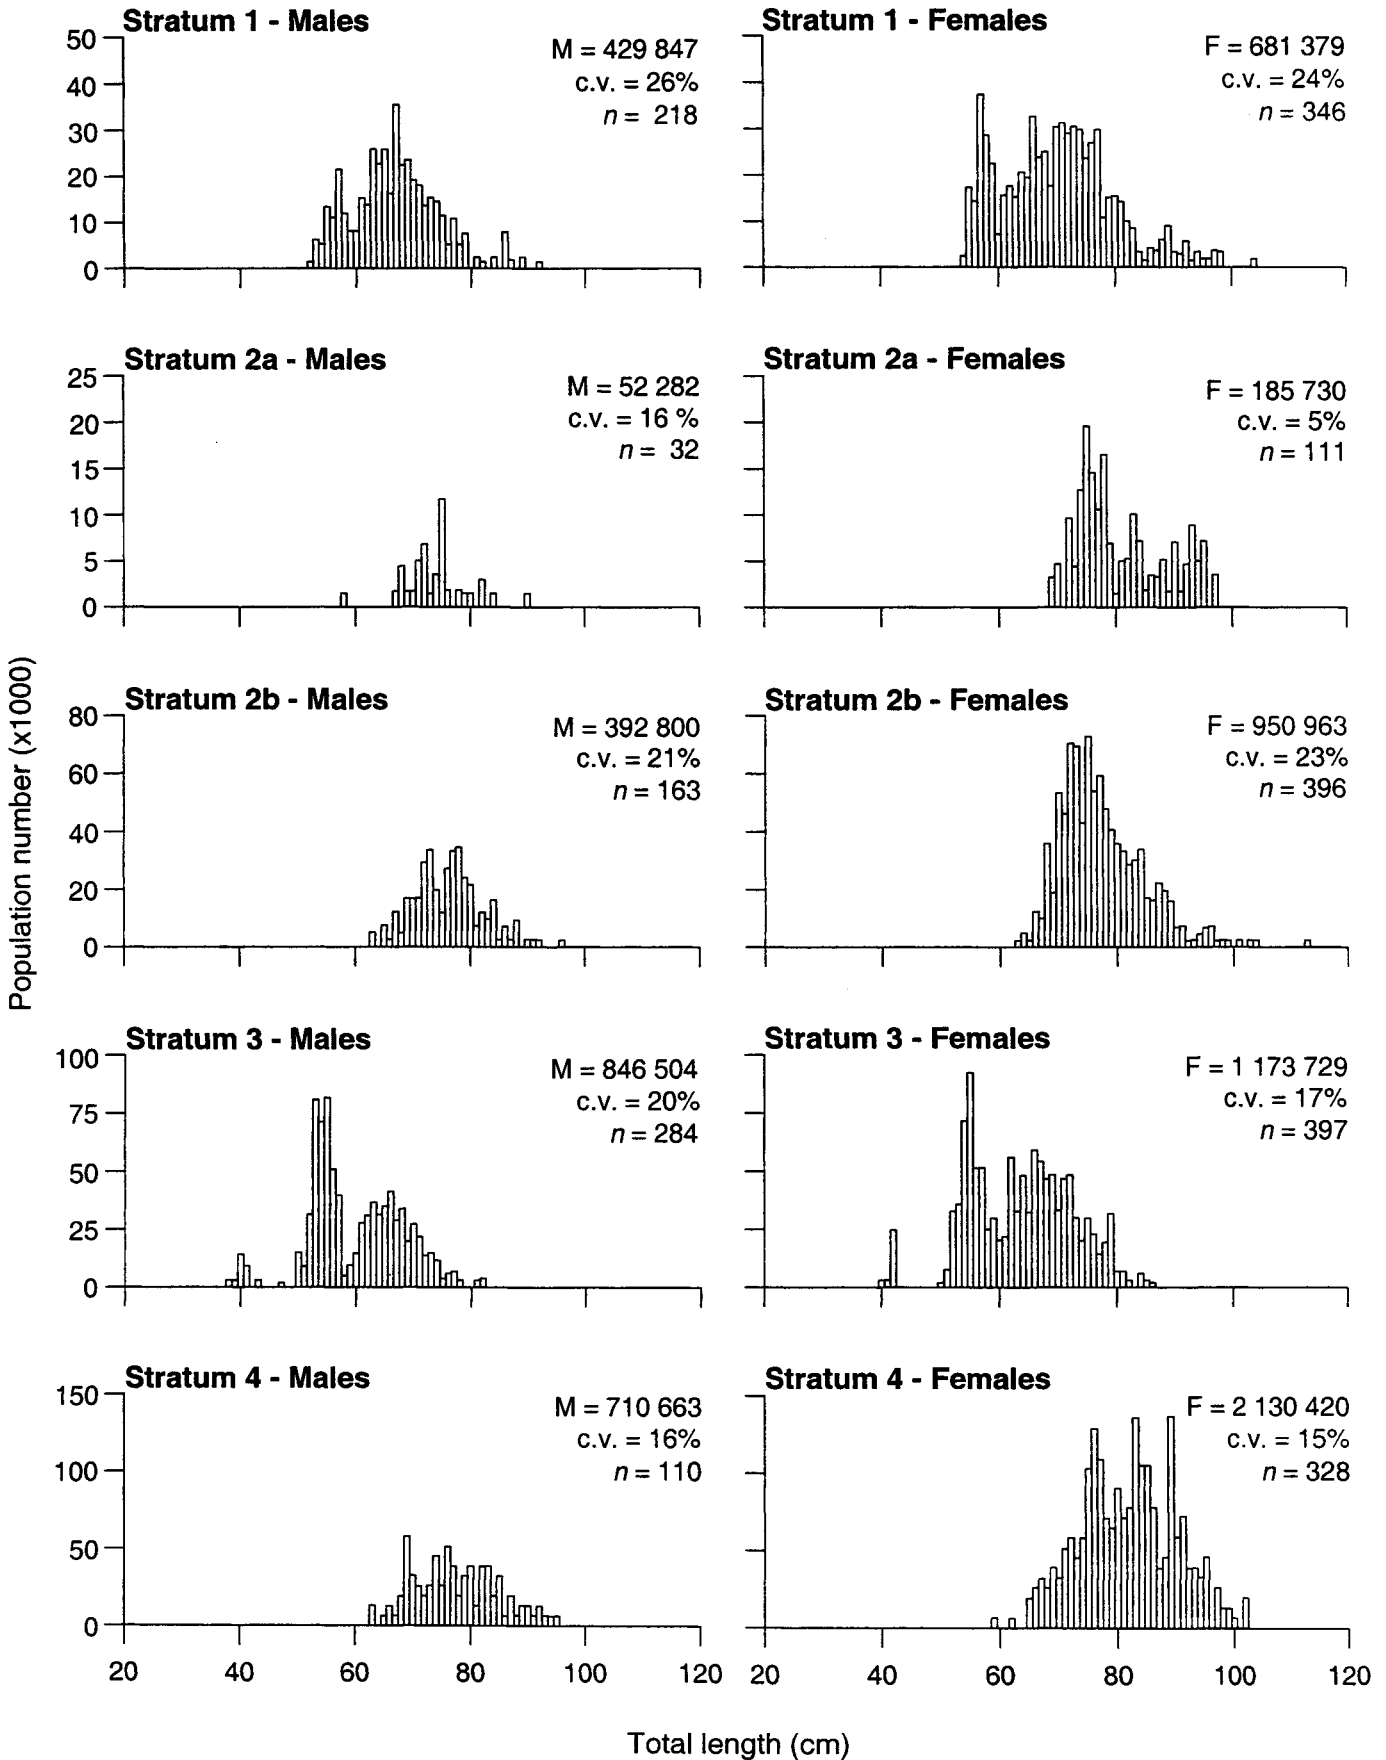 Stratum 1 - Males
M = 429 847
c.v. = 26%
n = 218
50
40
30
20
10
0
Stratum 1 - Females
F = 681 379
c.v. = 24%
n = 346
Stratum 2a - Males
M = 52 282
c.v. = 16 %
n = 32
25
20
15
10
5
0
Stratum 2a - Females
F = 185 730
c.v. = 5%
n = 111
Stratum 2b - Males
M = 392 800
c.v. = 21%
n = 163
80
60
40
20
0
Stratum 2b - Females
F = 950 963
c.v. = 23%
n = 396
Population number (x1000)
Stratum 3 - Males
M = 846 504
c.v. = 20%
n = 284
100
75
50
25
0
Stratum 3 - Females
F = 1 173 729
c.v. = 17%
n = 397
Stratum 4 - Males
M = 710 663
c.v. = 16%
n = 110
150
100
50
0
20 40 60 80 100 120
Stratum 4 - Females
F = 2 130 420
c.v. = 15%
n = 328
20 40 60 80 100 120
Total length (cm)